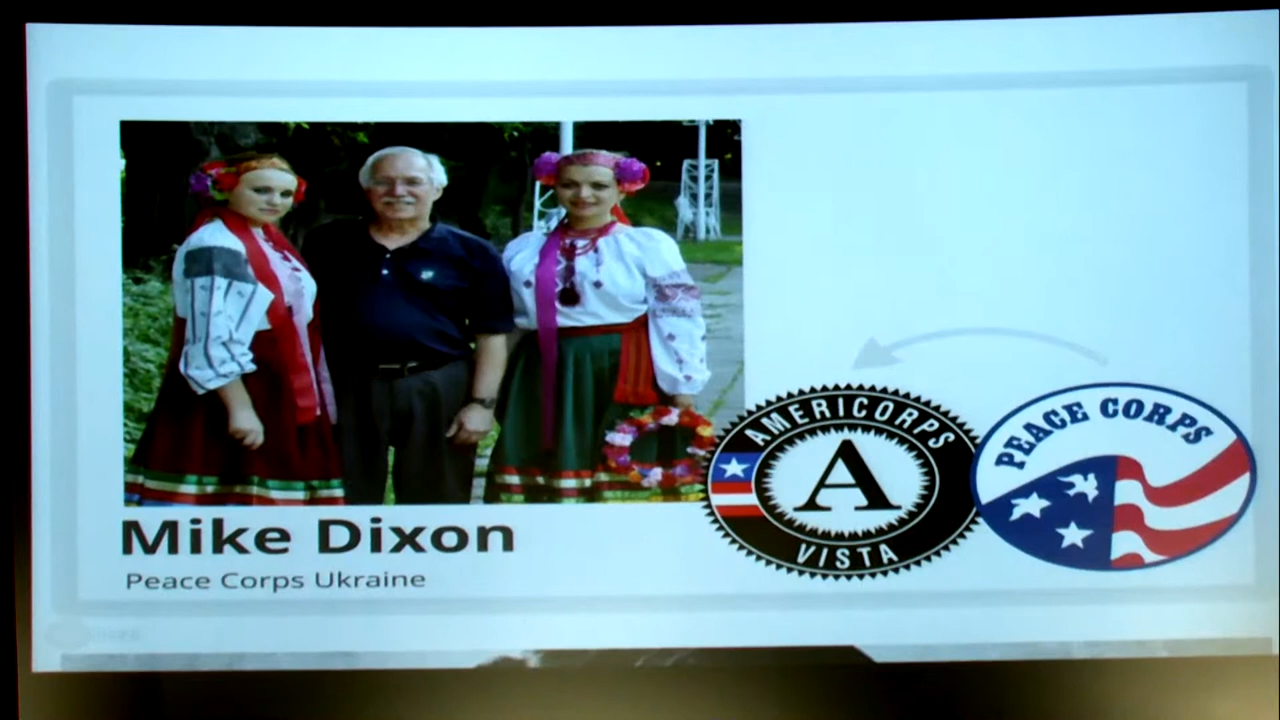 Mike Dixon
Peace Corps Ukraine
AMERICORPS
A
VISTA
PEACE CORPS